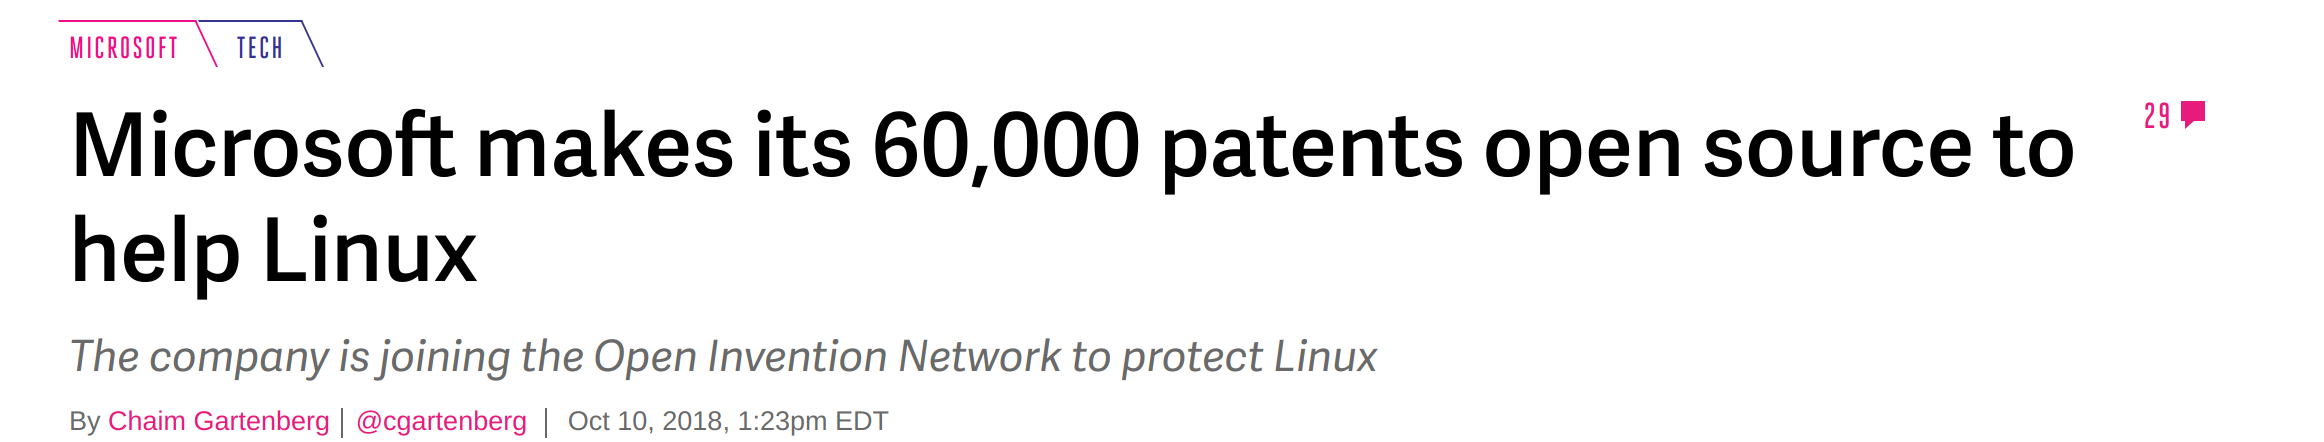 MICROSOFT TECH
Microsoft makes its 60,000 patents open source to
help Linux
29
The company is joining the Open Invention Network to protect Linux
By Chaim Gartenberg | @cgartenberg | Oct 10, 2018, 1:23pm EDT